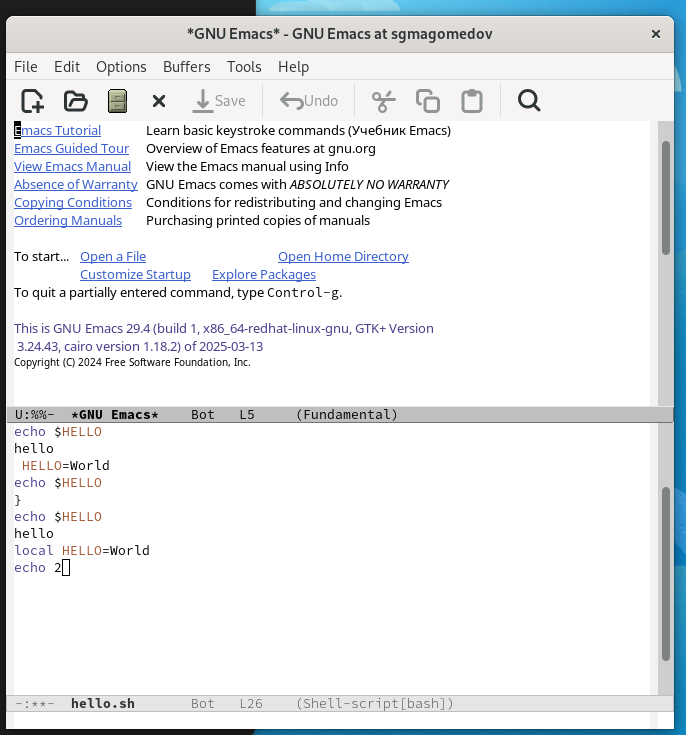 *GNU Emacs* - GNU Emacs at sgmagomedov
File Edit Options Buffers Tools Help
Save Undo
Emacs Tutorial Learn basic keystroke commands (Учебник Emacs)
Emacs Guided Tour Overview of Emacs features at gnu.org
View Emacs Manual View the Emacs manual using Info
Absence of Warranty GNU Emacs comes with ABSOLUTELY NO WARRANTY
Copying Conditions Conditions for redistributing and changing Emacs
Ordering Manuals Purchasing printed copies of manuals
To start... Open a File Open Home Directory
Customize Startup Explore Packages
To quit a partially entered command, type Control-g.
This is GNU Emacs 29.4 (build 1, x86_64-redhat-linux-gnu, GTK+ Version
3.24.43, cairo version 1.18.2) of 2025-03-13
Copyright (C) 2024 Free Software Foundation, Inc.
U:%%- *GNU Emacs* Bot L5 (Fundamental)
echo $HELLO
hello
HELLO=World
echo $HELLO
}
echo $HELLO
hello
local HELLO=World
echo 2
-:**- hello.sh Bot L26 (Shell-script[bash])